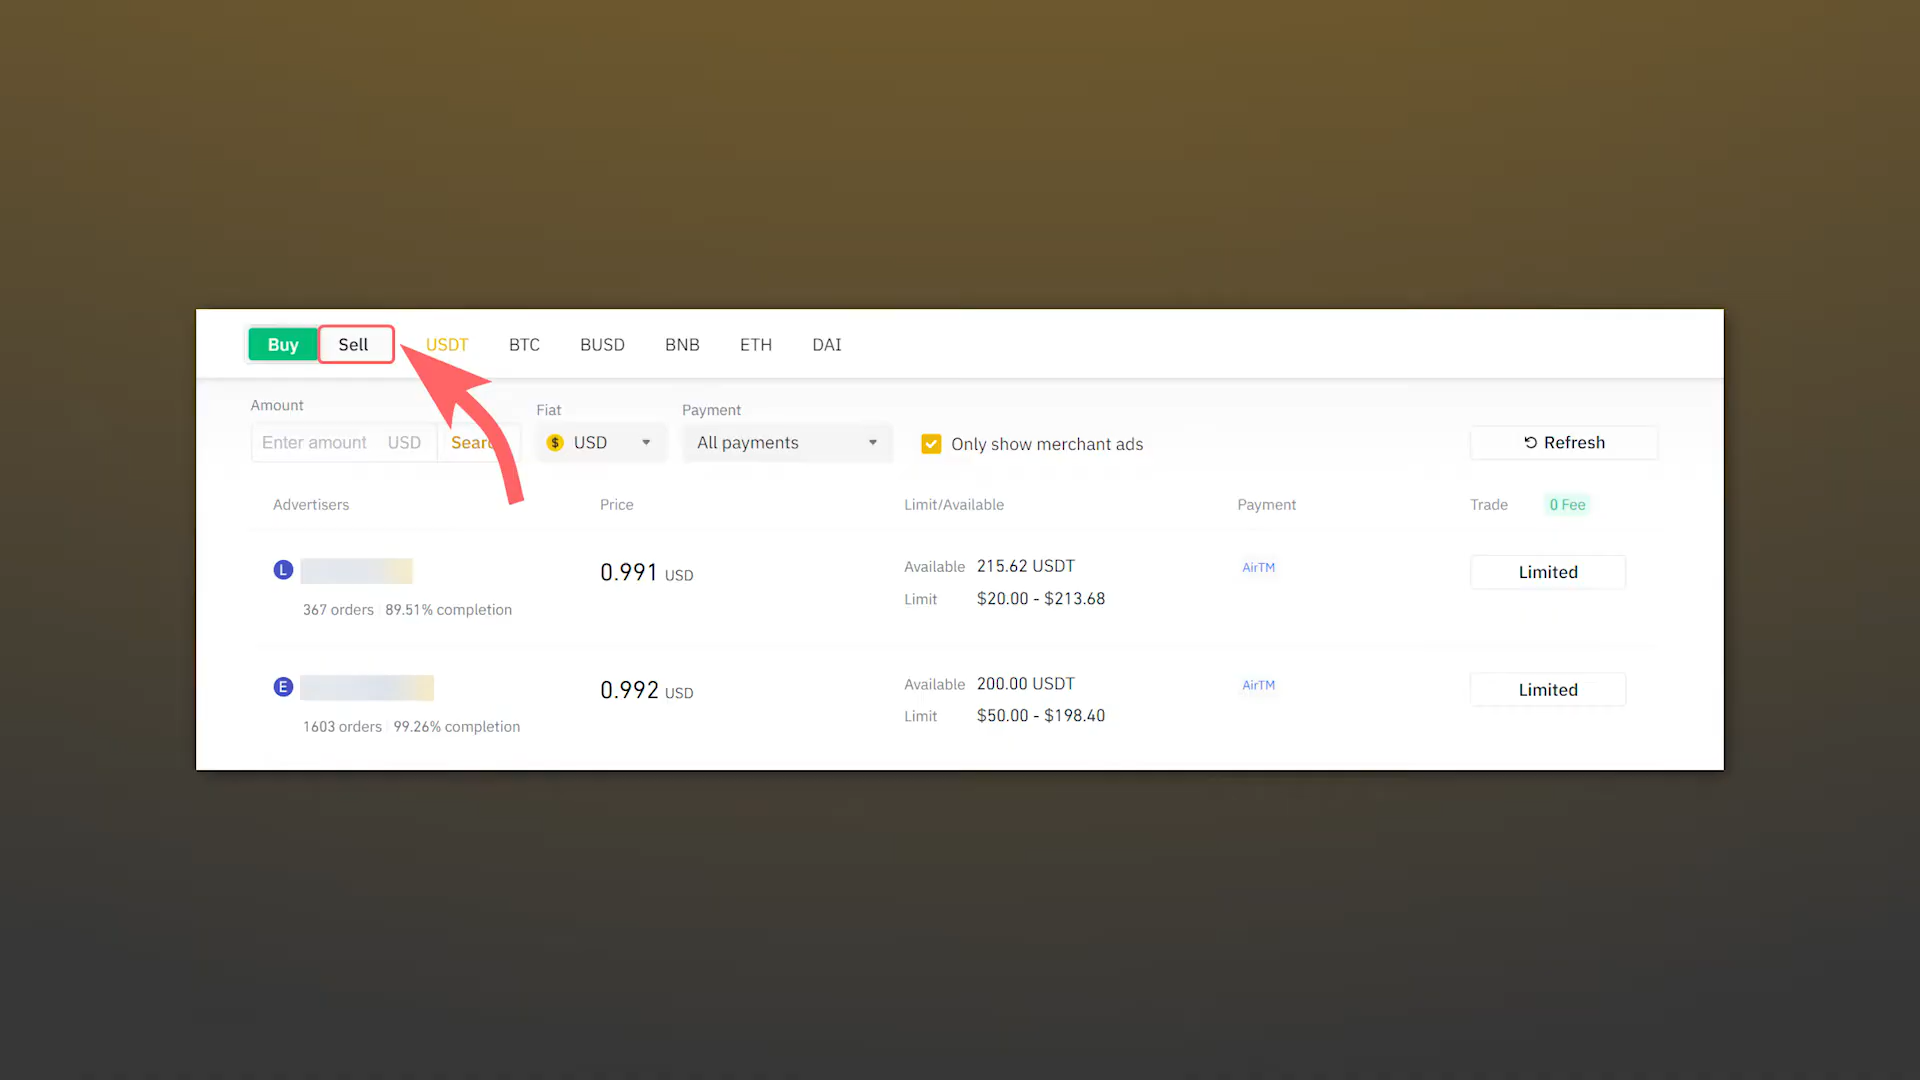 Buy Sell USDT BTC BUSD BNB ETH DAI
Amount Fiat Payment
Enter amount USD USD All payments Only show merchant ads Refresh
Advertisers Price Limit/Available Payment Trade 0 Fee
L 0.991 USD Available 215.62 USDT AirTM Limited
367 orders 89.51% completion Limit $20.00 - $213.68
E 0.992 USD Available 200.00 USDT AirTM Limited
1603 orders 99.26% completion Limit $50.00 - $198.40